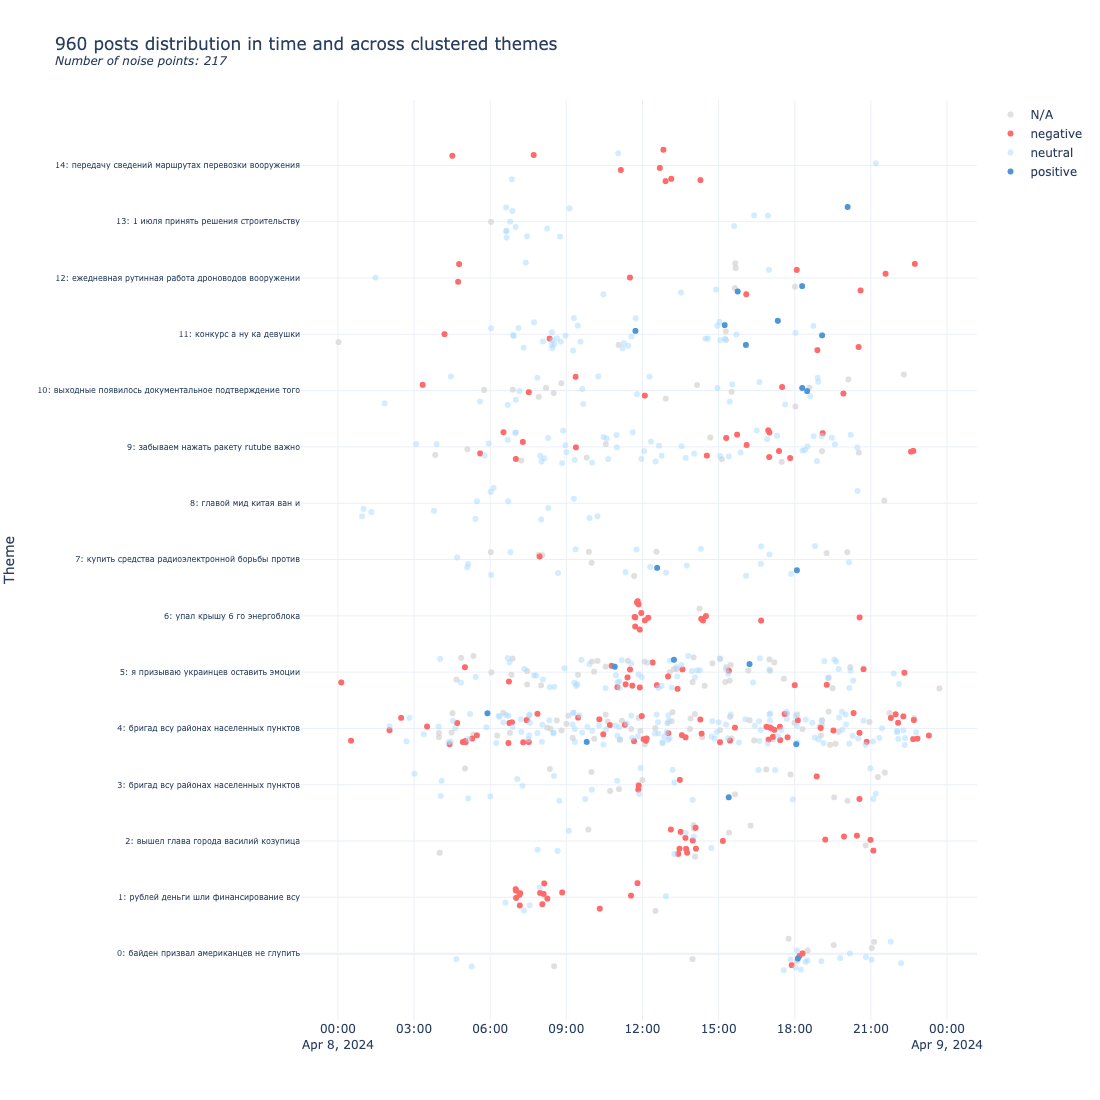 960 posts distribution in time and across clustered themes
Number of noise points: 217
N/A
negative
neutral
positive
Theme
14: передачу сведений маршрутах перевозки вооружения
13: 1 июля принять решения строительству
12: ежедневная рутинная работа дроноводов вооружении
11: конкурс а ну ка девушки
10: выходные появилось документальное подтверждение того
9: забываем нажать ракету rutube важно
8: главой мид китая ван и
7: купить средства радиоэлектронной борьбы против
6: упал крышу 6 го энергоблока
5: я призываю украинцев оставить эмоции
4: бригад всу районах населенных пунктов
3: бригад всу районах населенных пунктов
2: вышел глава города василий козупица
1: рублей деньги шли финансирование всу
0: байден призвал американцев не глупить
00:00 03:00 06:00 09:00 12:00 15:00 18:00 21:00 00:00
Apr 8, 2024 Apr 9, 2024